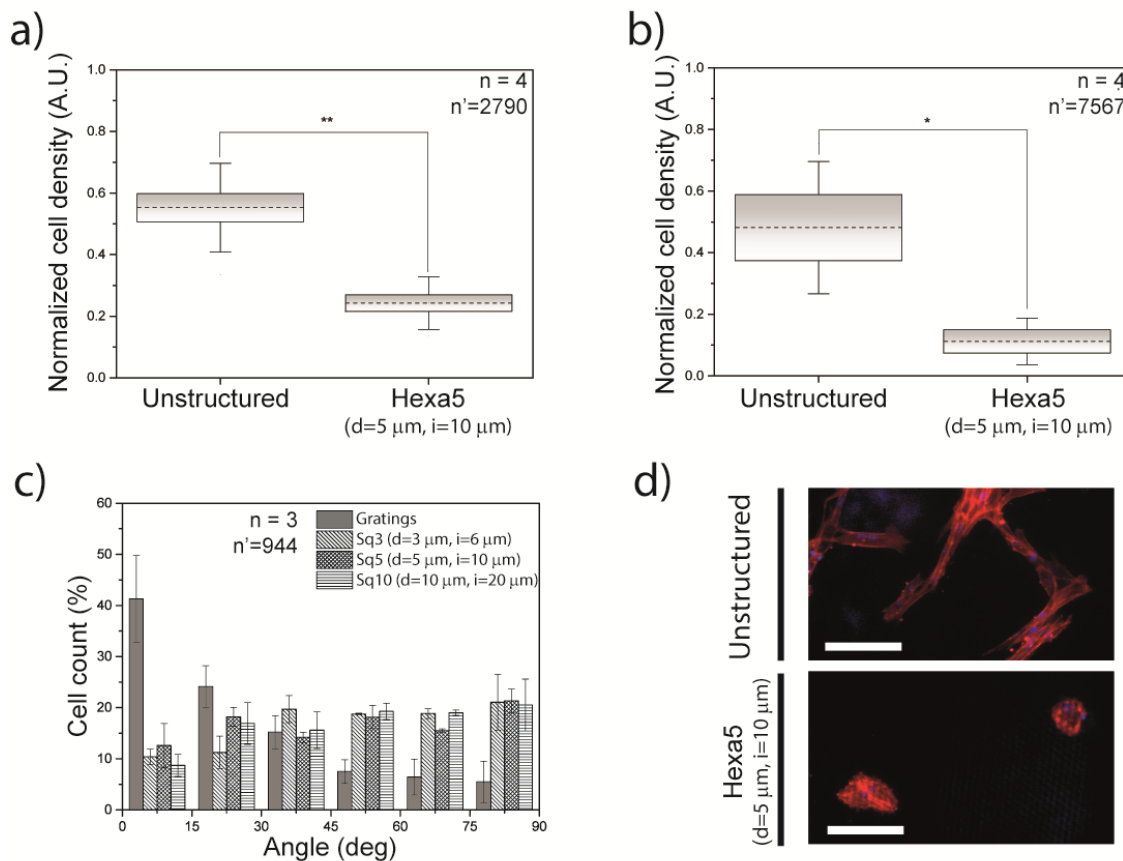 a)
Normalized cell density (A.U.)
1.0
0.8
0.6
0.4
0.2
0.0
n = 4
n'=2790
**
Unstructured
Hexa5
(d=5 μm, i=10 μm)
b)
Normalized cell density (A.U.)
1.0
0.8
0.6
0.4
0.2
0.0
n = 4
n'=7567
*
Unstructured
Hexa5
(d=5 μm, i=10 μm)
c)
Cell count (%)
60
50
40
30
20
10
0
n = 3
n'=944
Gratings
Sq3 (d=3 μm, i=6 μm)
Sq5 (d=5 μm, i=10 μm)
Sq10 (d=10 μm, i=20 μm)
0 15 30 45 60 75 90
Angle (deg)
d)
Unstructured
Hexa5
(d=5 μm, i=10 μm)